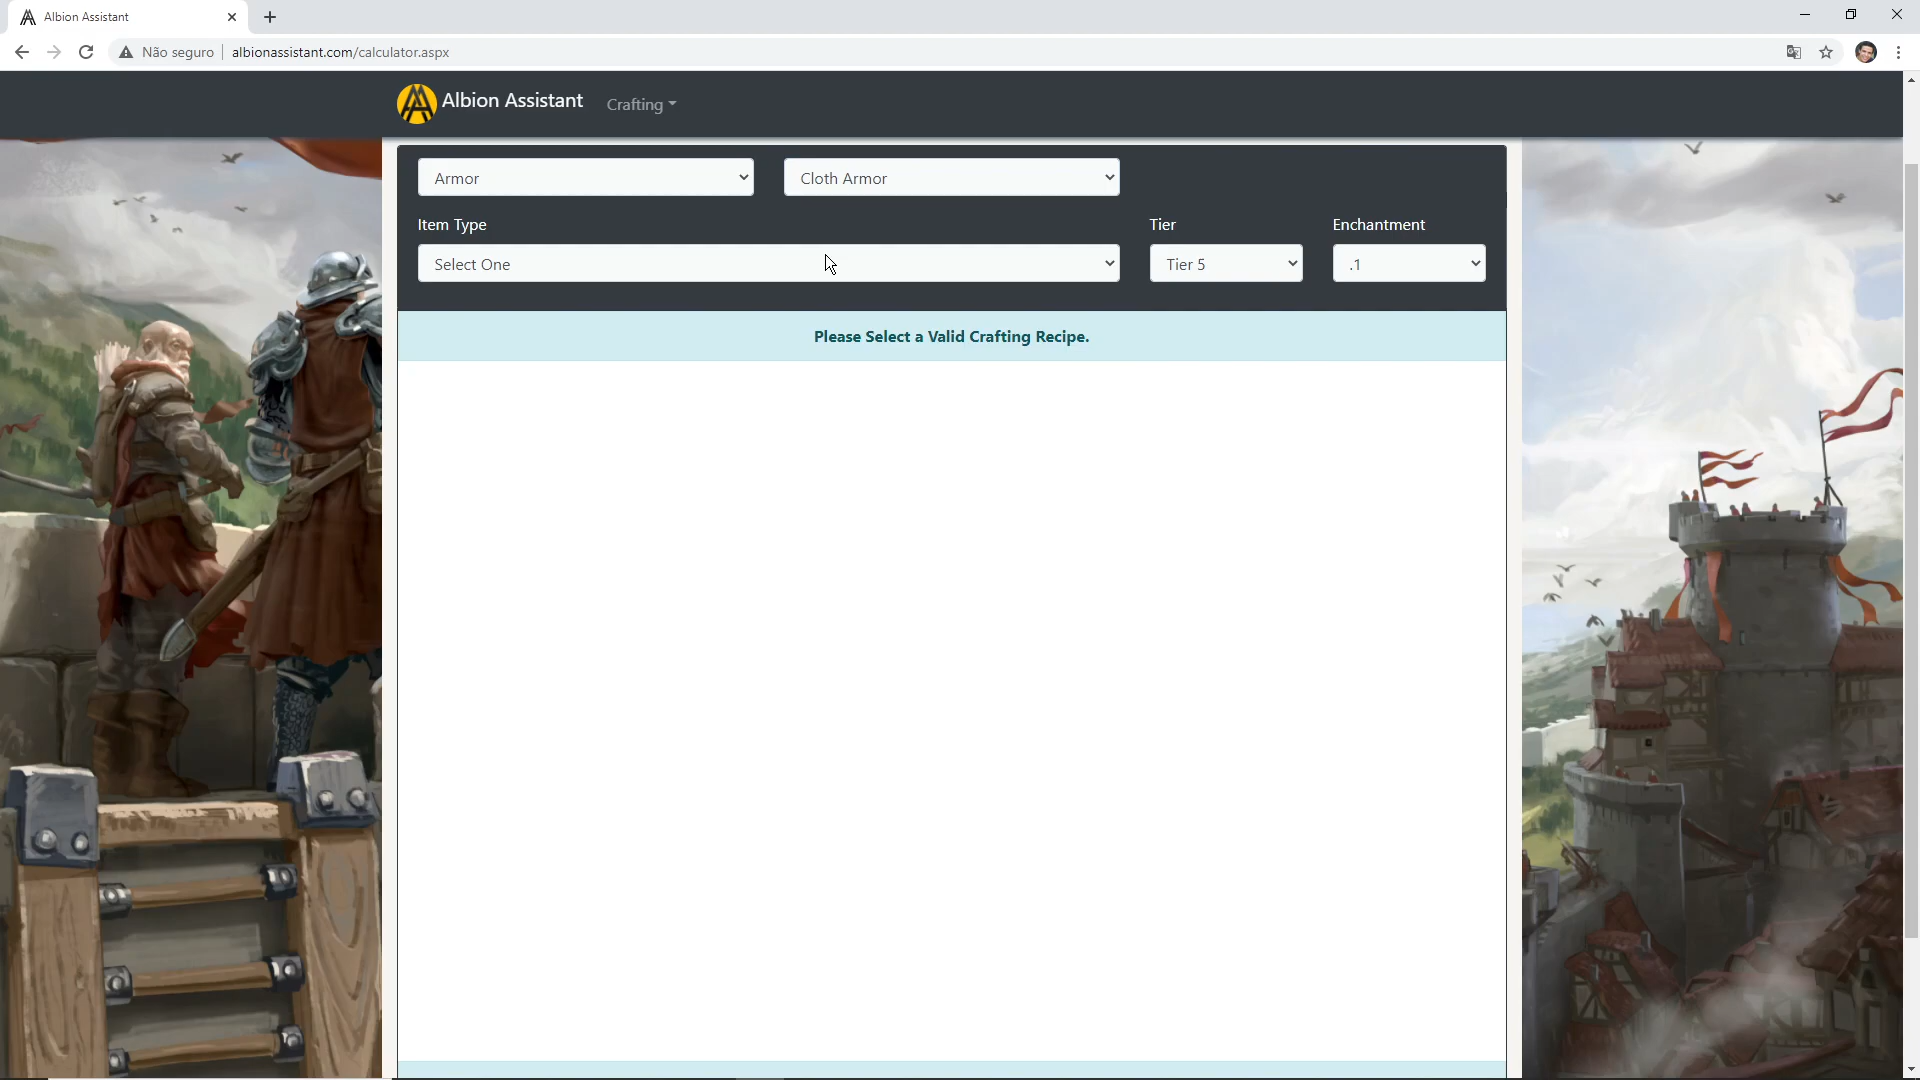 Albion Assistant
Não seguro albionassistant.com/calculator.aspx
Albion Assistant Crafting
Armor Cloth Armor
Item Type Tier Enchantment
Select One Tier 5 .1
Please Select a Valid Crafting Recipe.